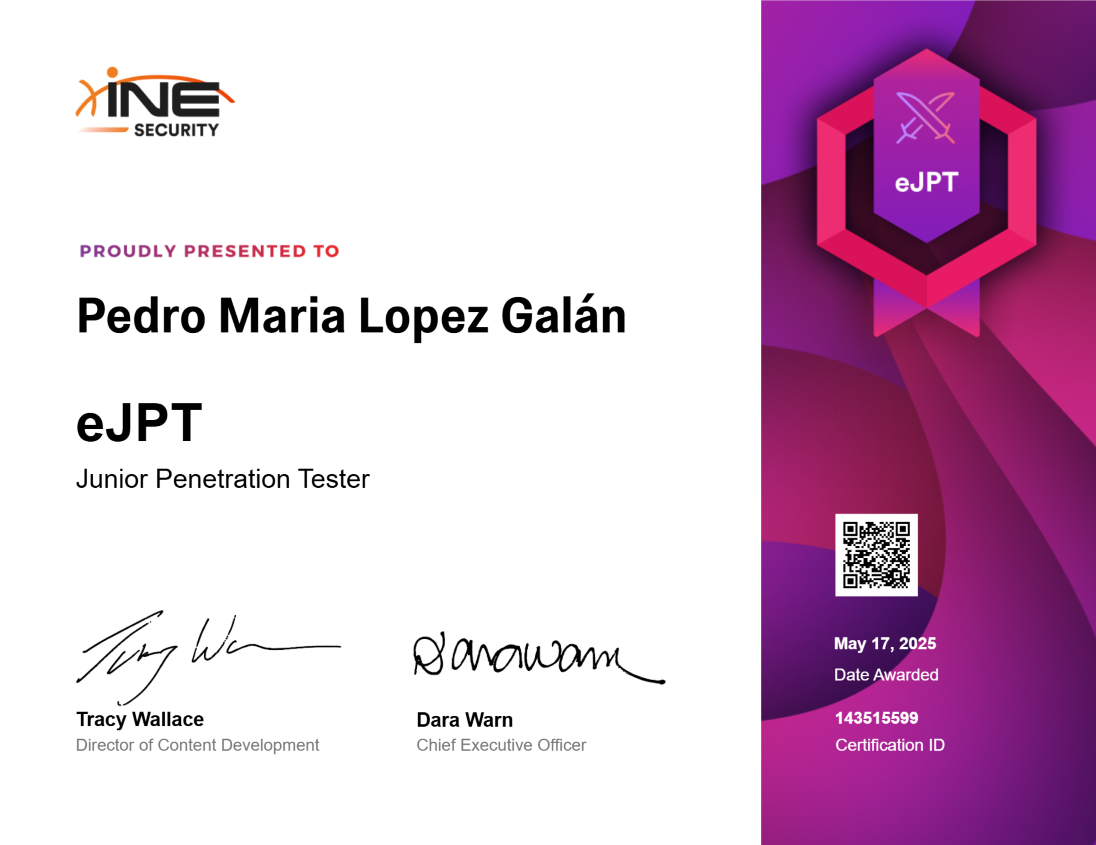 INE
SECURITY
PROUDLY PRESENTED TO
Pedro Maria Lopez Galán
eJPT
Junior Penetration Tester
Tracy Wallace
Director of Content Development
Dara Warn
Chief Executive Officer
eJPT
May 17, 2025
Date Awarded
143515599
Certification ID